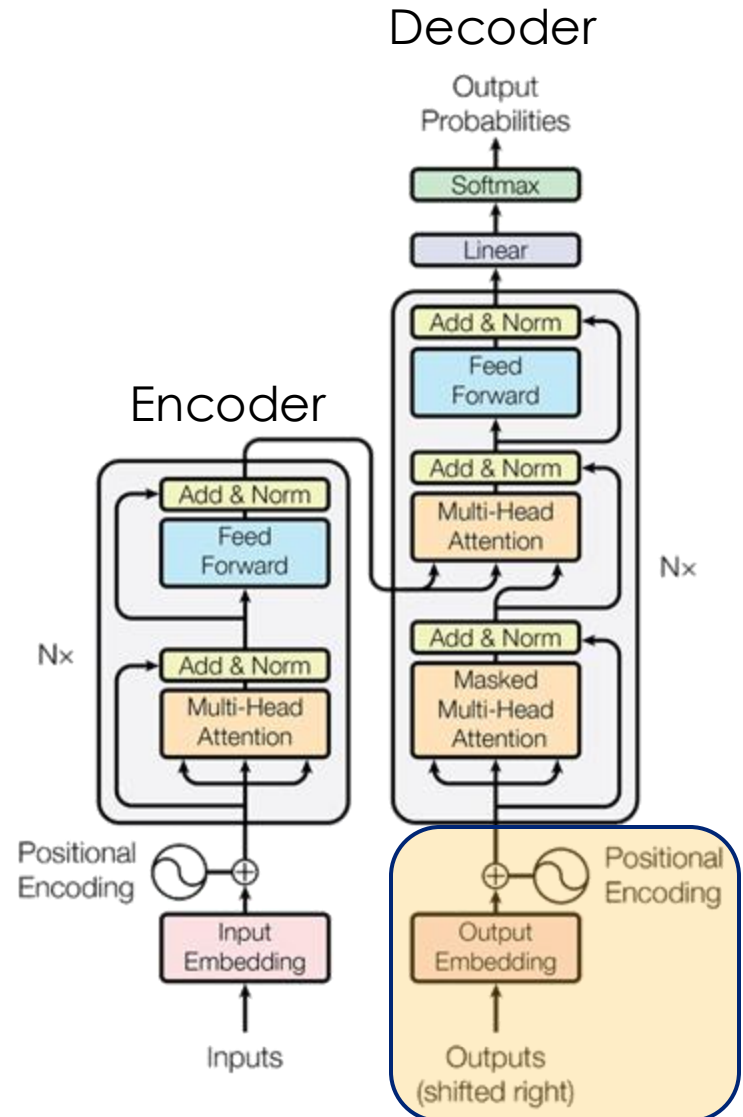 Decoder
Output
Probabilities
Softmax
Linear
Add & Norm
Feed
Forward
Add & Norm
Multi-Head
Attention
Nx
Add & Norm
Masked
Multi-Head
Attention
Positional
Encoding
Output
Embedding
Outputs
(shifted right)
Encoder
Add & Norm
Feed
Forward
Nx
Add & Norm
Multi-Head
Attention
Positional
Encoding
Input
Embedding
Inputs